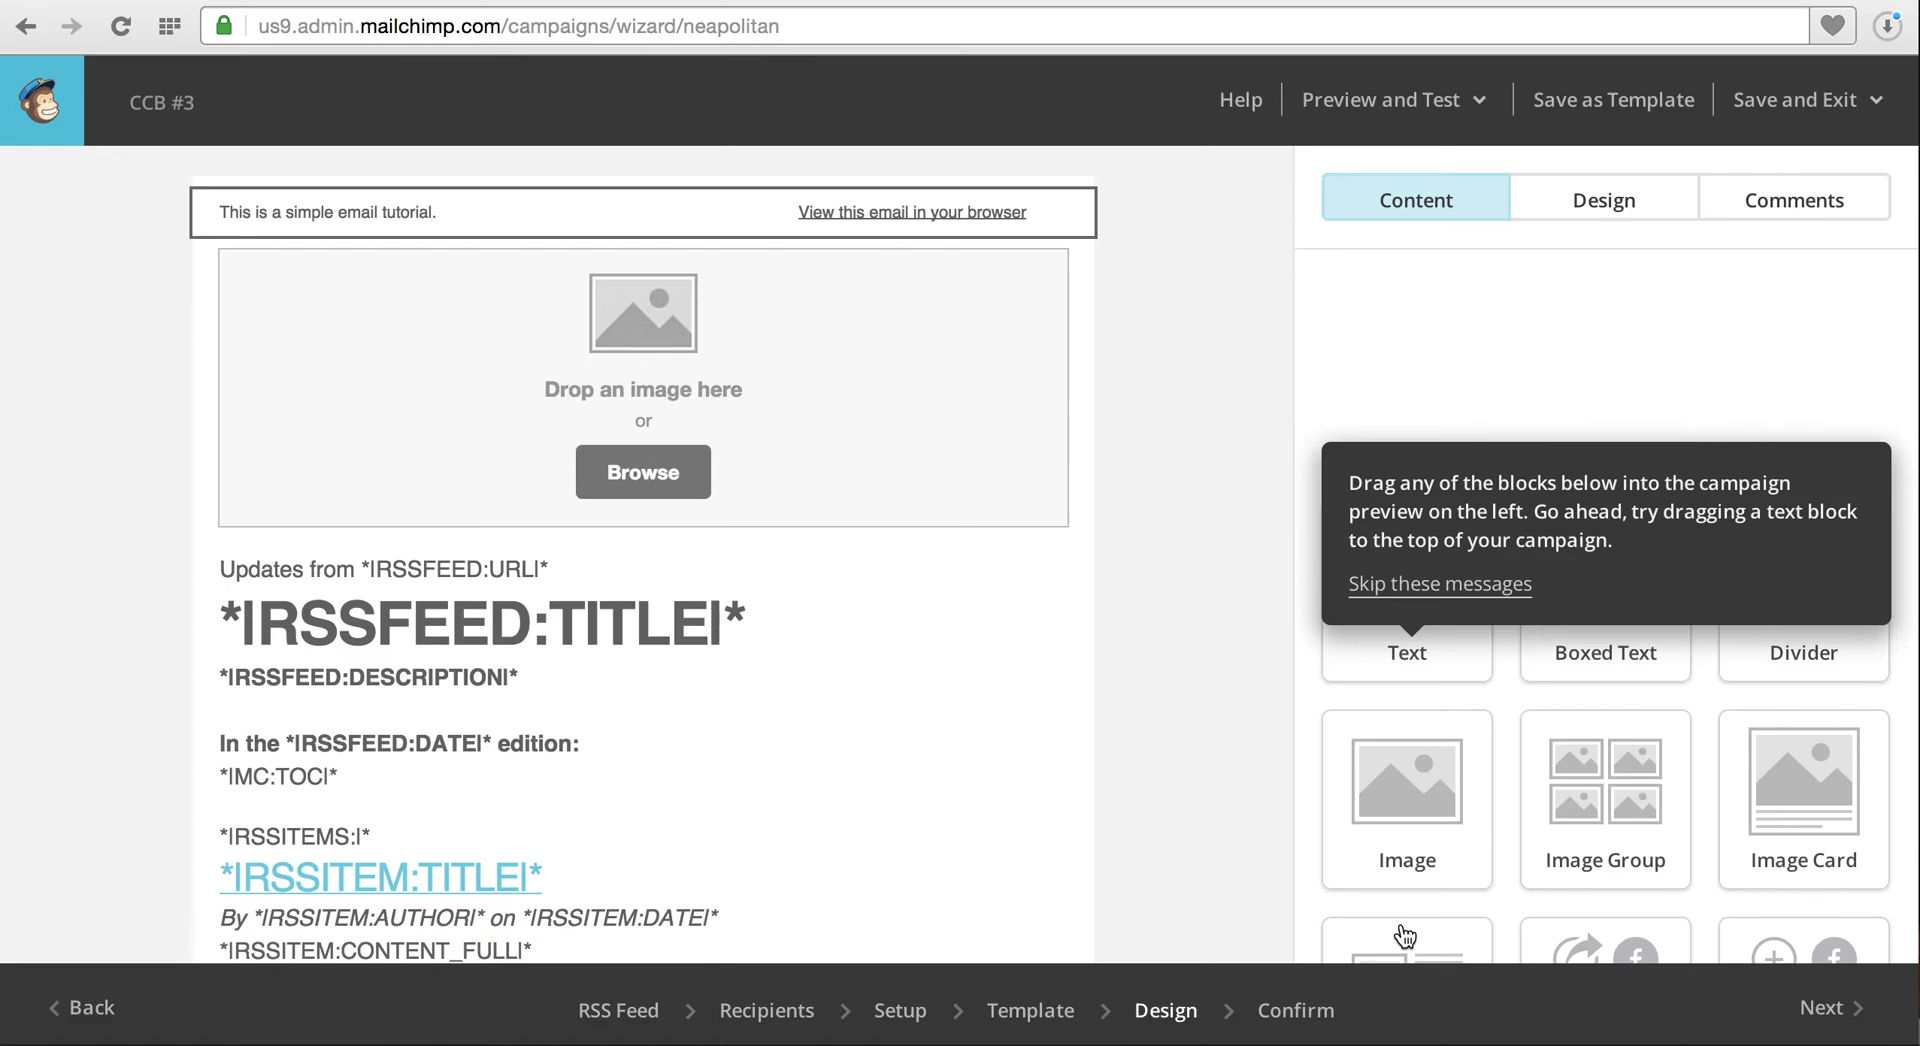 us9.admin.mailchimp.com/campaigns/wizard/neapolitan
CCB #3
Help
Preview and Test
Save as Template
Save and Exit
This is a simple email tutorial.
View this email in your browser
Content
Design
Comments
Drop an image here
or
Browse
Drag any of the blocks below into the campaign
preview on the left. Go ahead, try dragging a text block
to the top of your campaign.
Skip these messages
Updates from *|RSSFEED:URL|*
*|RSSFEED:TITLE|*
*|RSSFEED:DESCRIPTION|*
In the *|RSSFEED:DATE|* edition:
*|MC:TOC|*
*|RSSITEMS:|*
*|RSSITEM:TITLE|*
By *|RSSITEM:AUTHOR|* on *|RSSITEM:DATE|*
*|RSSITEM:CONTENT_FULL|*
Text
Boxed Text
Divider
Image
Image Group
Image Card
Back
RSS Feed
Recipients
Setup
Template
Design
Confirm
Next